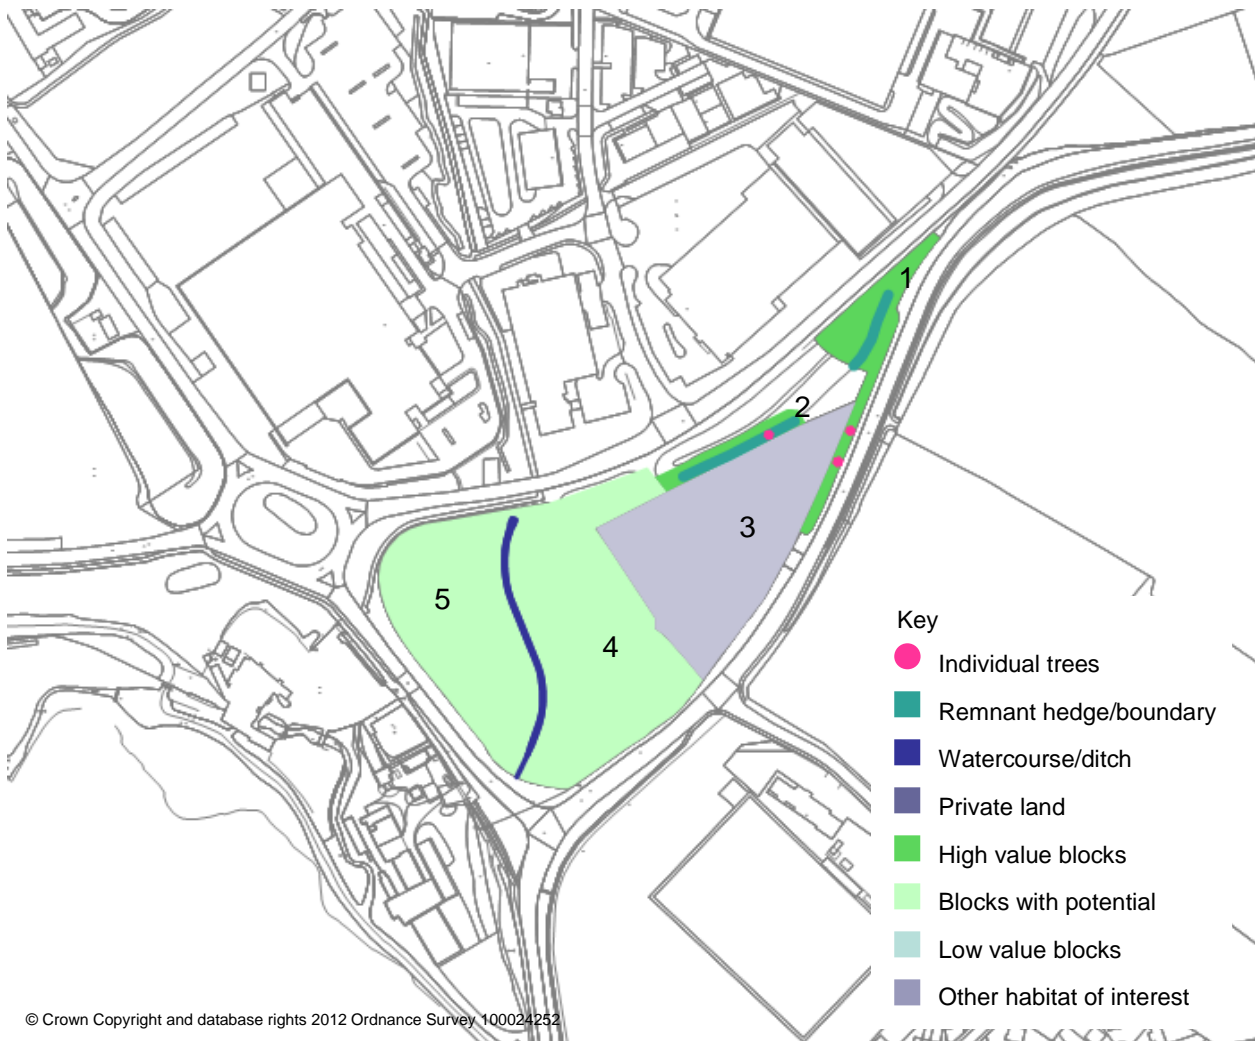 1
2
3
5
4
Key
Individual trees
Remnant hedge/boundary
Watercourse/ditch
Private land
High value blocks
Blocks with potential
Low value blocks
Other habitat of interest
© Crown Copyright and database rights 2012 Ordnance Survey 100024252